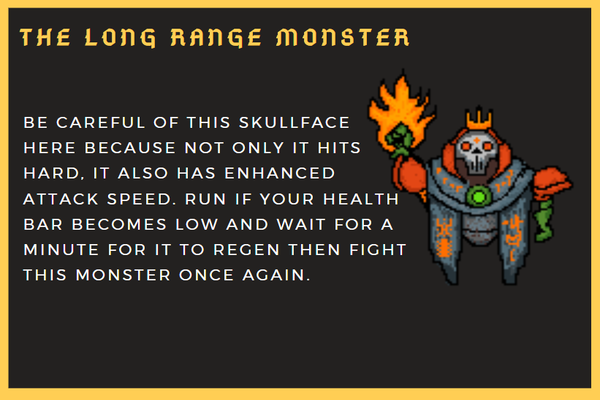 THE LONG RANGE MONSTER
BE CAREFUL OF THIS SKULLFACE
HERE BECAUSE NOT ONLY IT HITS
HARD, IT ALSO HAS ENHANCED
ATTACK SPEED. RUN IF YOUR HEALTH
BAR BECOMES LOW AND WAIT FOR A
MINUTE FOR IT TO REGEN THEN FIGHT
THIS MONSTER ONCE AGAIN.